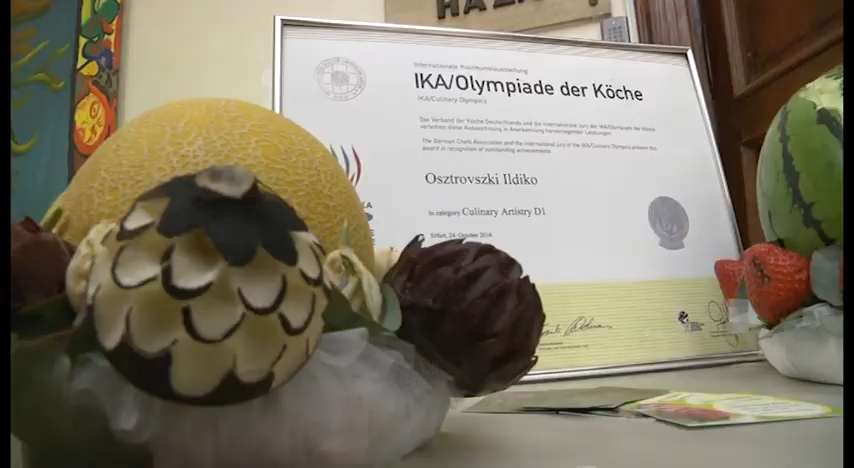 Internationale Kochkunstausstellung
IKA/Olympiade der Köche
IKA/Culinary Olympics
Der Verband der Köche Deutschlands und die internationale Jury der IKA/Olympiade der Köche
verleihen diese Auszeichnung in Anerkennung hervorragender Leistungen.
The German Chefs Association and the international jury of the IKA/Culinary Olympics present this
award in recognition of outstanding achievements.
Osztrovszki Ildiko
in category Culinary Artistry D1
Erfurt, 24. October 2016